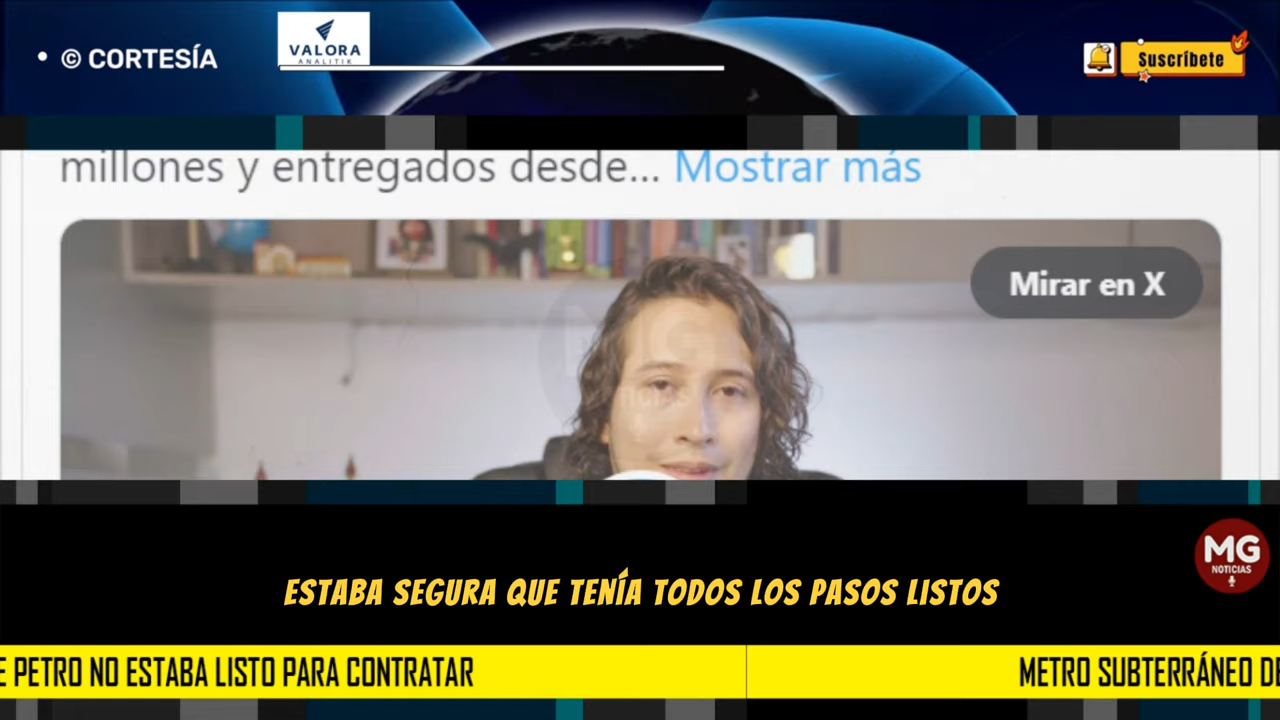 • © CORTESÍA
VALORA
ANALITIK
Suscríbete
millones y entregados desde... Mostrar más
Mirar en X
MG
NOTICIAS
ESTABA SEGURA QUE TENÍA TODOS LOS PASOS LISTOS
E PETRO NO ESTABA LISTO PARA CONTRATAR
METRO SUBTERRÁNEO DE